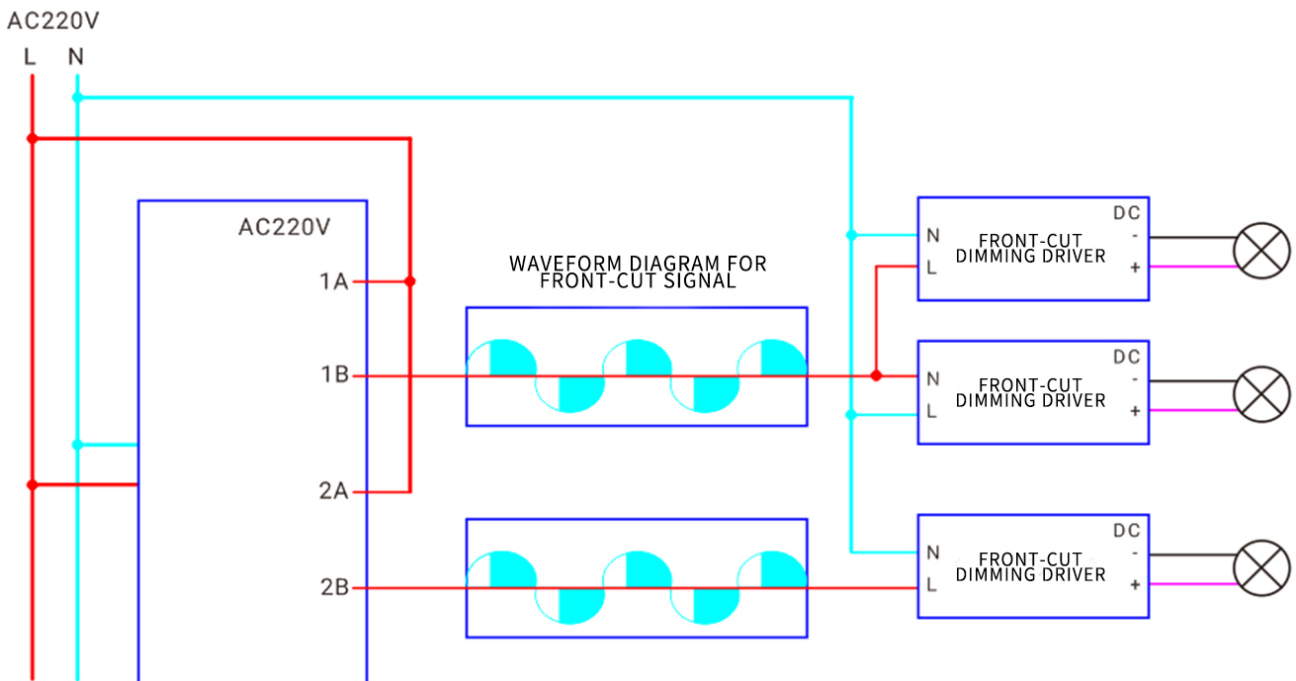 AC220V
L N
AC220V
1A
1B
2A
2B
WAVEFORM DIAGRAM FOR
FRONT-CUT SIGNAL
DC
N
L
FRONT-CUT
DIMMING DRIVER
-
+
DC
N
L
FRONT-CUT
DIMMING DRIVER
-
+
DC
N
L
FRONT-CUT
DIMMING DRIVER
-
+